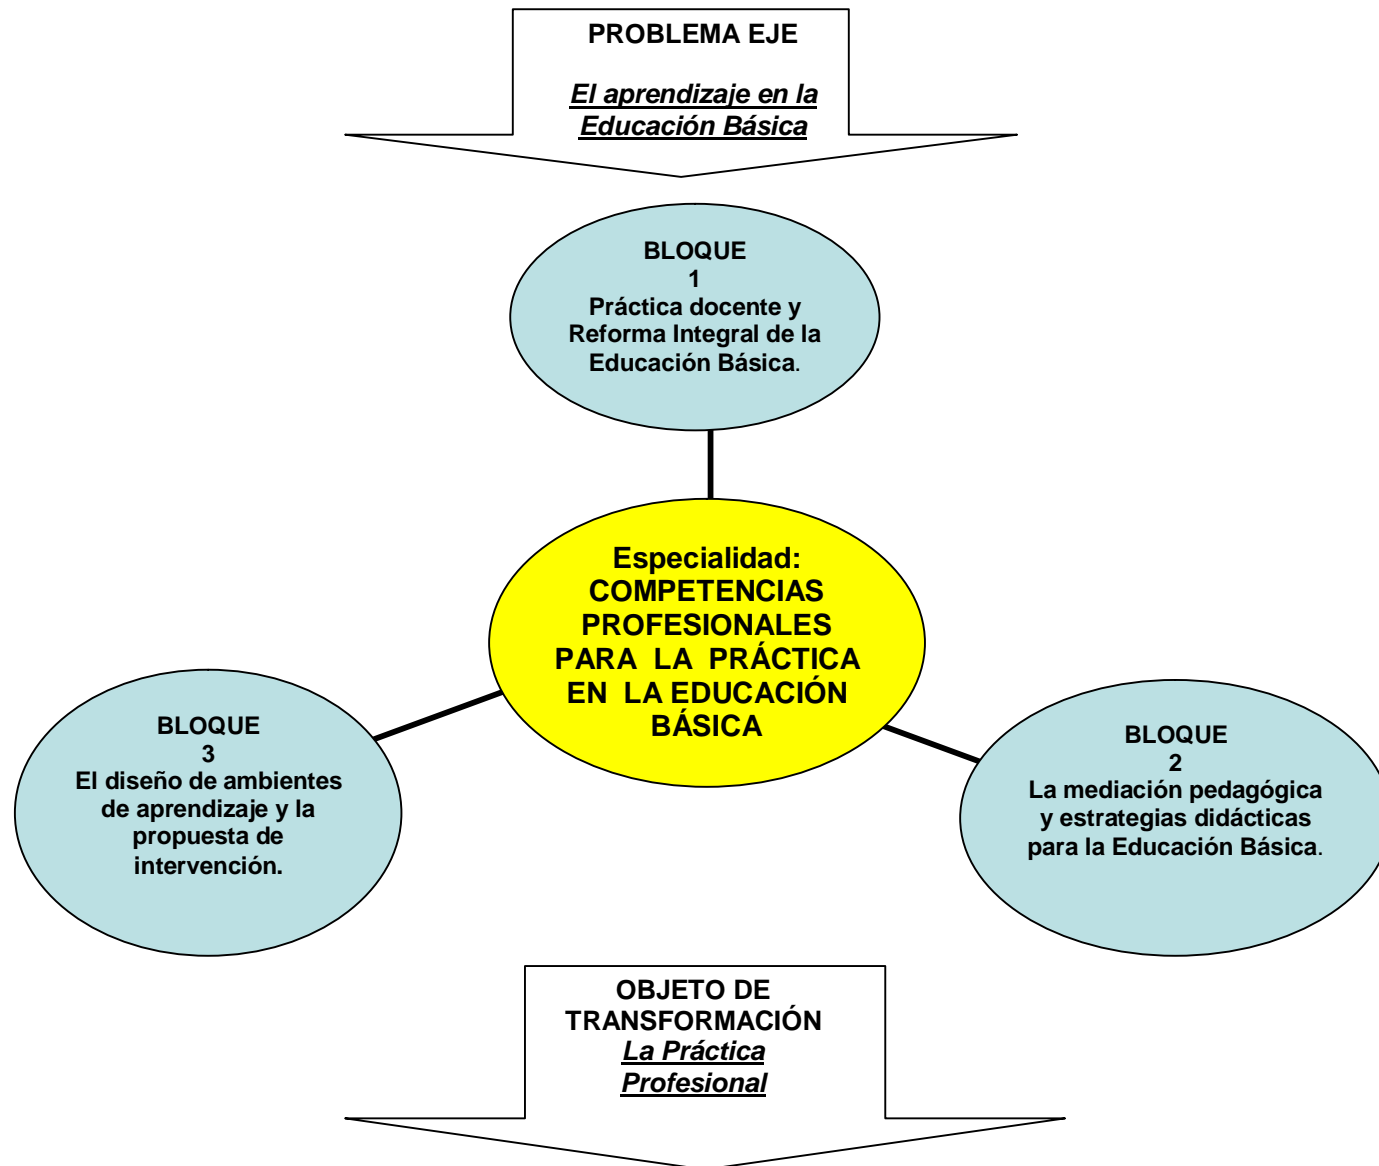 PROBLEMA EJE
El aprendizaje en la
Educación Básica
BLOQUE
1
Práctica docente y
Reforma Integral de la
Educación Básica.
Especialidad:
COMPETENCIAS
PROFESIONALES
PARA LA PRÁCTICA
EN LA EDUCACIÓN
BÁSICA
BLOQUE
3
El diseño de ambientes
de aprendizaje y la
propuesta de
intervención.
BLOQUE
2
La mediación pedagógica
y estrategias didácticas
para la Educación Básica.
OBJETO DE
TRANSFORMACIÓN
La Práctica
Profesional